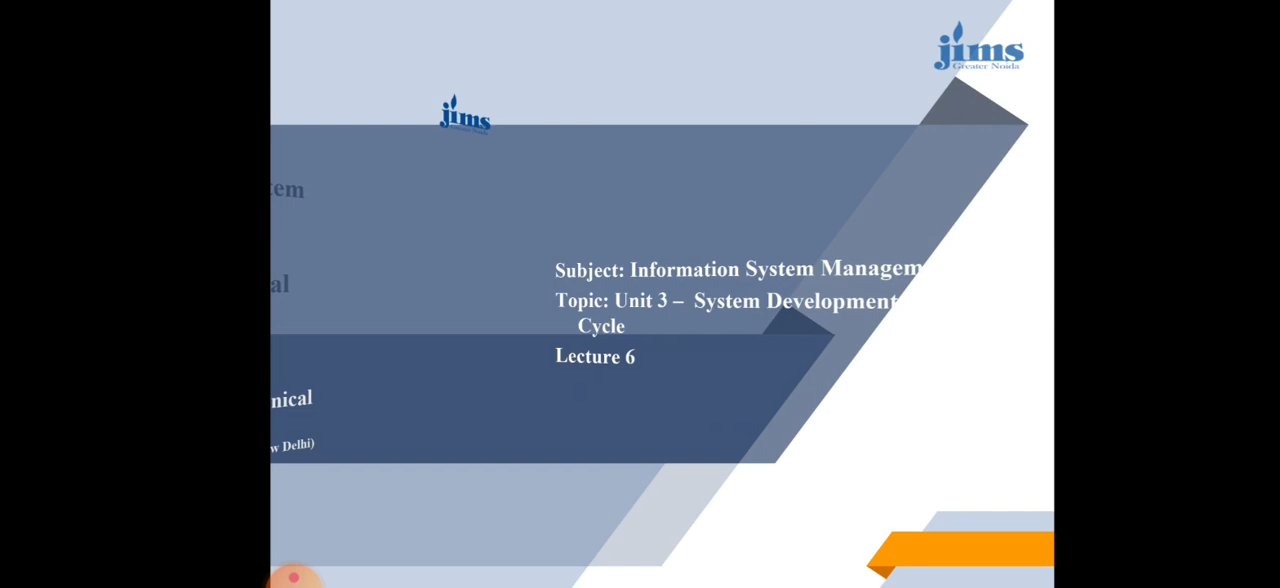 jims
Greater Noida
jims
tem
Subject: Information System Managem
al
Topic: Unit 3 – System Development
Cycle
Lecture 6
nical
w Delhi)